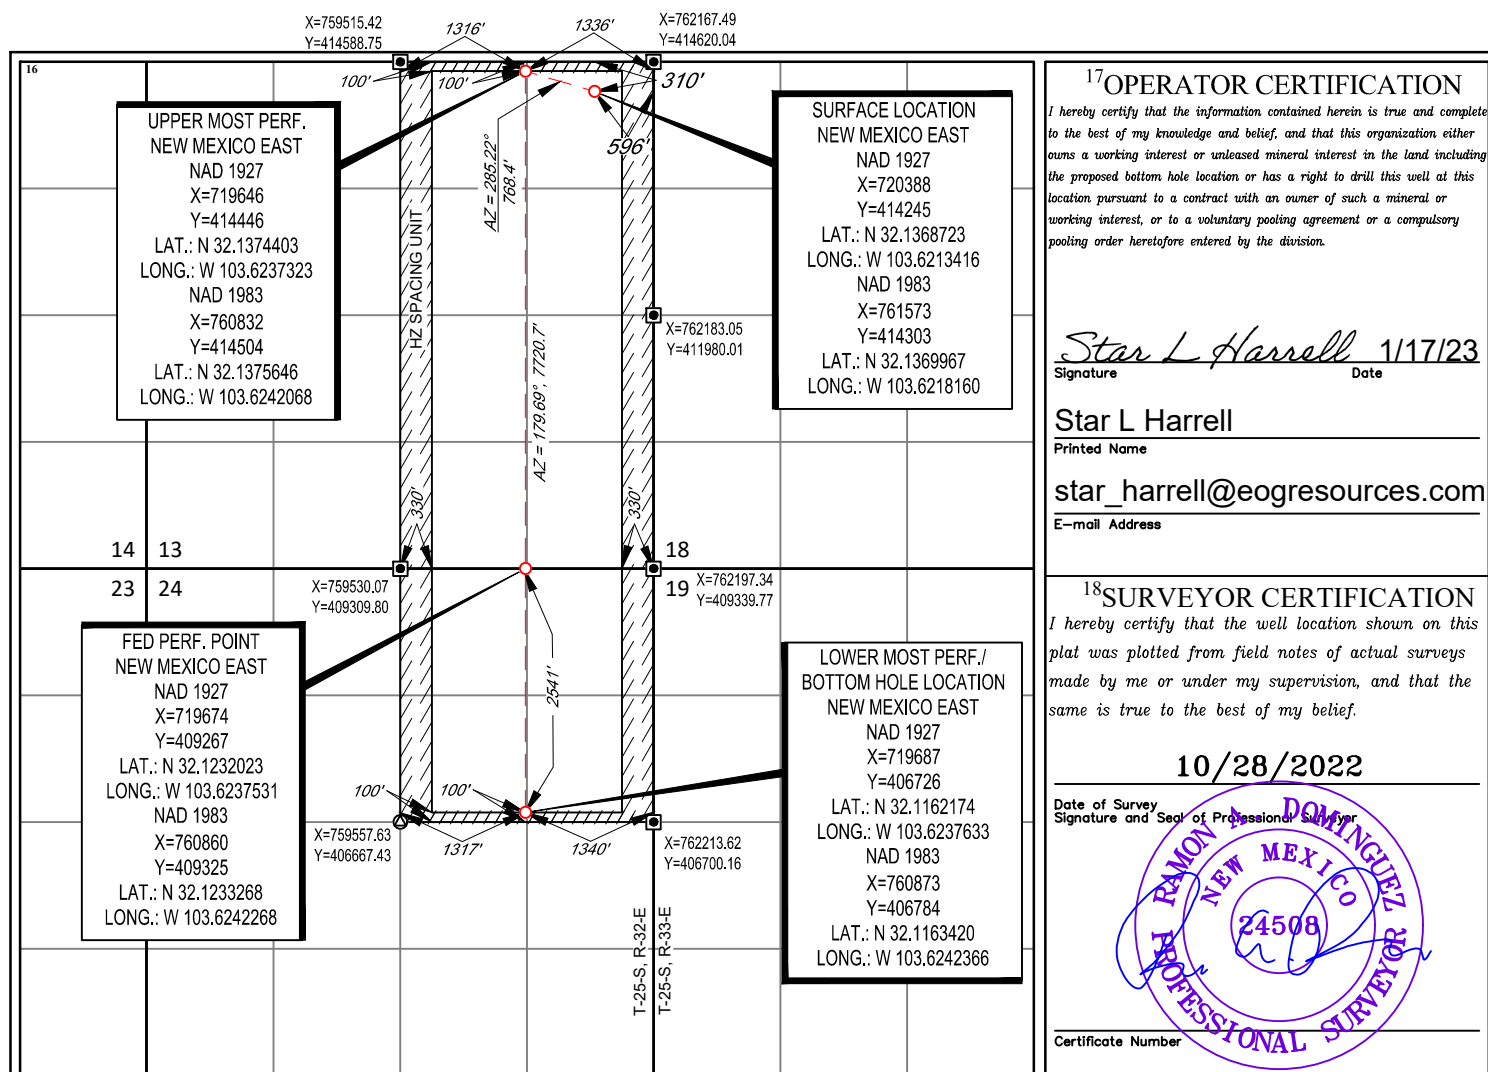 X=759515.42
Y=414588.75
1316'
1336'
X=762167.49
Y=414620.04
16
100'
100'
310'
596'
UPPER MOST PERF.
NEW MEXICO EAST
NAD 1927
X=719646
Y=414446
LAT.: N 32.1374403
LONG.: W 103.6237323
NAD 1983
X=760832
Y=414504
LAT.: N 32.1375646
LONG.: W 103.6242068
AZ = 285.22°
768.4'
SURFACE LOCATION
NEW MEXICO EAST
NAD 1927
X=720388
Y=414245
LAT.: N 32.1368723
LONG.: W 103.6213416
NAD 1983
X=761573
Y=414303
LAT.: N 32.1369967
LONG.: W 103.6218160
HZ SPACING UNIT
X=762183.05
Y=411980.01
AZ = 179.69°, 7720.7'
330'
330'
14 13
18
23 24
19
X=759530.07
Y=409309.80
X=762197.34
Y=409339.77
FED PERF. POINT
NEW MEXICO EAST
NAD 1927
X=719674
Y=409267
LAT.: N 32.1232023
LONG.: W 103.6237531
NAD 1983
X=760860
Y=409325
LAT.: N 32.1233268
LONG.: W 103.6242268
2541'
LOWER MOST PERF./
BOTTOM HOLE LOCATION
NEW MEXICO EAST
NAD 1927
X=719687
Y=406726
LAT.: N 32.1162174
LONG.: W 103.6237633
NAD 1983
X=760873
Y=406784
LAT.: N 32.1163420
LONG.: W 103.6242366
100'
100'
X=759557.63
Y=406667.43
1317'
1340'
X=762213.62
Y=406700.16
T-25-S, R-32-E
T-25-S, R-33-E
17OPERATOR CERTIFICATION
I hereby certify that the information contained herein is true and complete
to the best of my knowledge and belief, and that this organization either
owns a working interest or unleased mineral interest in the land including
the proposed bottom hole location or has a right to drill this well at this
location pursuant to a contract with an owner of such a mineral or
working interest, or to a voluntary pooling agreement or a compulsory
pooling order heretofore entered by the division.
Star L Harrell 1/17/23
Signature Date
Star L Harrell
Printed Name
star_harrell@eogresources.com
E-mail Address
18SURVEYOR CERTIFICATION
I hereby certify that the well location shown on this
plat was plotted from field notes of actual surveys
made by me or under my supervision, and that the
same is true to the best of my belief.
10/28/2022
Date of Survey
Signature and Seal of Professional Surveyor
RAMON A. DOMINGUEZ
NEW MEXICO
24508
PROFESSIONAL SURVEYOR
Certificate Number